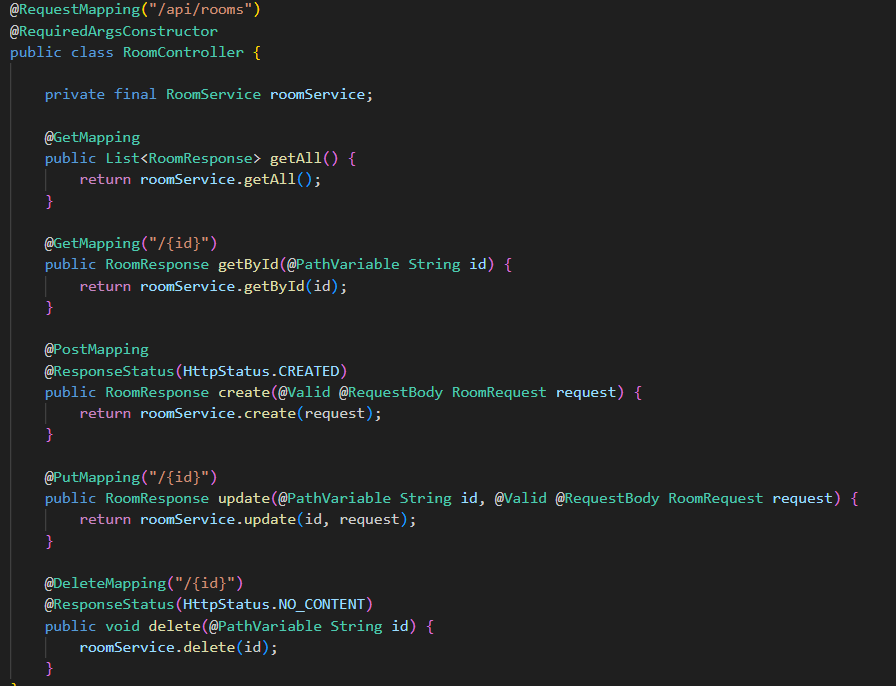 @RequestMapping("/api/rooms")
@RequiredArgsConstructor
public class RoomController {
private final RoomService roomService;
@GetMapping
public List<RoomResponse> getAll() {
return roomService.getAll();
}
@GetMapping("/{id}")
public RoomResponse getById(@PathVariable String id) {
return roomService.getById(id);
}
@PostMapping
@ResponseStatus(HttpStatus.CREATED)
public RoomResponse create(@Valid @RequestBody RoomRequest request) {
return roomService.create(request);
}
@PutMapping("/{id}")
public RoomResponse update(@PathVariable String id, @Valid @RequestBody RoomRequest request) {
return roomService.update(id, request);
}
@DeleteMapping("/{id}")
@ResponseStatus(HttpStatus.NO_CONTENT)
public void delete(@PathVariable String id) {
roomService.delete(id);
}